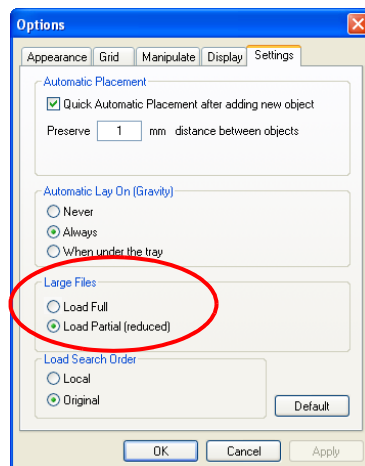 Options
Appearance Grid Manipulate Display Settings
Automatic Placement
Quick Automatic Placement after adding new object
Preserve 1 mm distance between objects
Automatic Lay On (Gravity)
Never
Always
When under the tray
Large Files
Load Full
Load Partial (reduced)
Load Search Order
Local
Original
Default
OK Cancel Apply